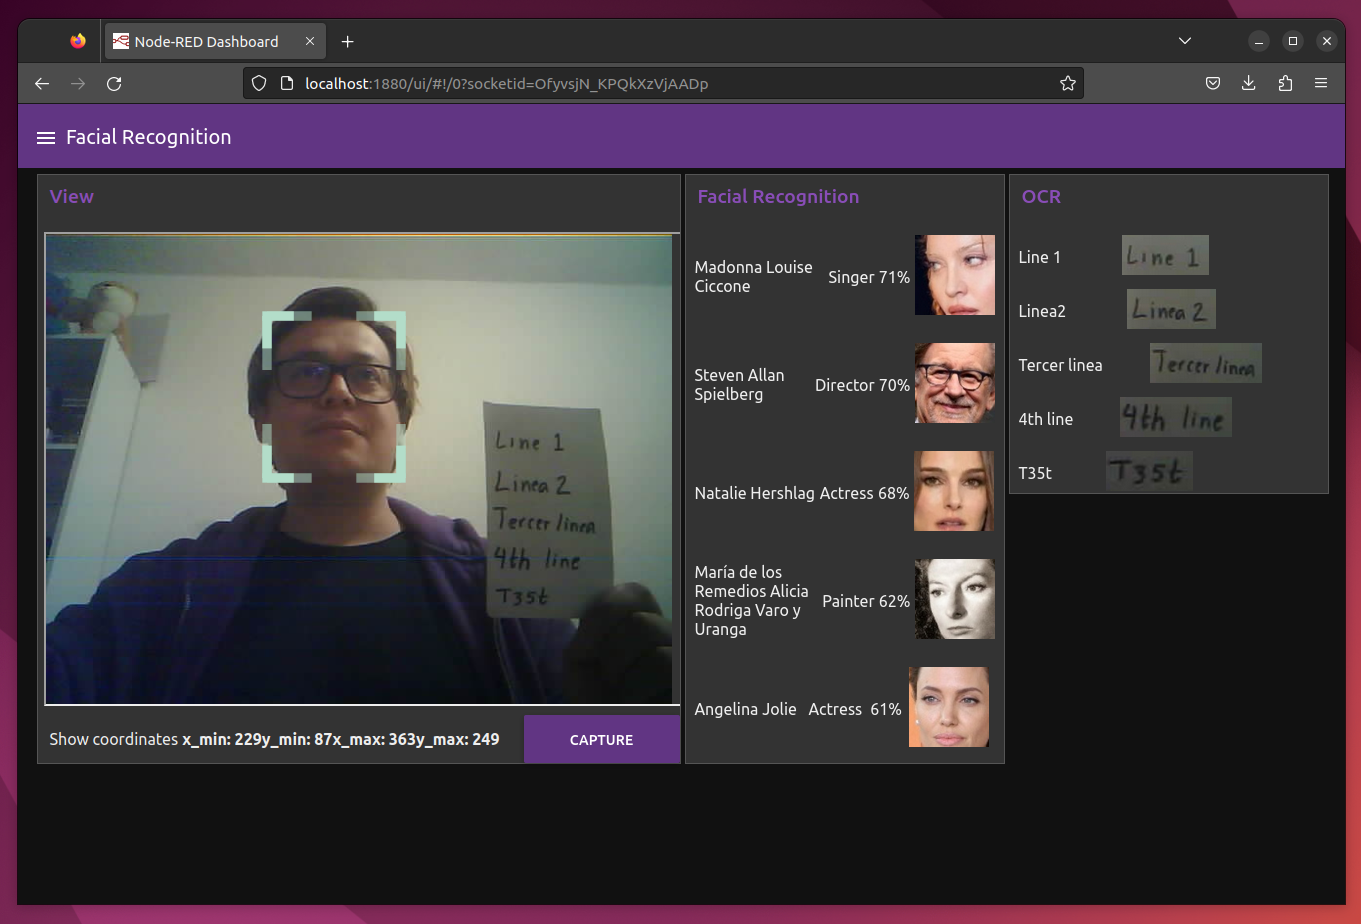 Node-RED Dashboard
localhost:1880/ui/#!/0?socketid=OfyvsjN_KPQkXzVjAADp
Facial Recognition
View
Line 1
Linea 2
Tercer linea
4th line
T35t
Show coordinates x_min: 229y_min: 87x_max: 363y_max: 249
CAPTURE
Facial Recognition
Madonna Louise
Ciccone
Singer 71%
Steven Allan
Spielberg
Director 70%
Natalie Hershlag Actress 68%
María de los
Remedios Alicia
Rodriga Varo y
Uranga
Painter 62%
Angelina Jolie Actress 61%
OCR
Line 1 Line 1
Linea2 Linea 2
Tercer linea Tercer linea
4th line 4th line
T35t T35t